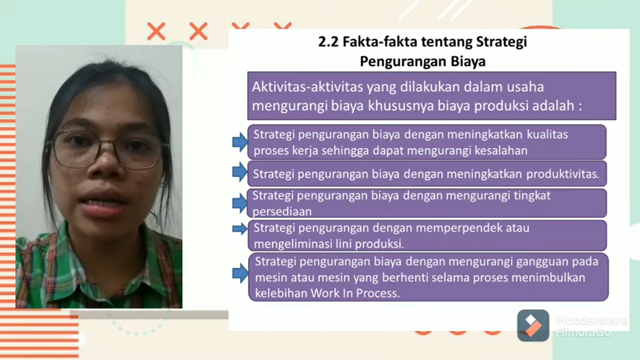 2.2 Fakta-fakta tentang Strategi
Pengurangan Biaya
Aktivitas-aktivitas yang dilakukan dalam usaha
mengurangi biaya khususnya biaya produksi adalah :
Strategi pengurangan biaya dengan meningkatkan kualitas
proses kerja sehingga dapat mengurangi kesalahan
Strategi pengurangan biaya dengan meningkatkan produktivitas.
Strategi pengurangan biaya dengan mengurangi tingkat
persediaan
Strategi pengurangan dengan memperpendek atau
mengeliminasi lini produksi.
Strategi pengurangan biaya dengan mengurangi gangguan pada
mesin atau mesin yang berhenti selama proses menimbulkan
kelebihan Work In Process.
Wondershare
FilmoraGo